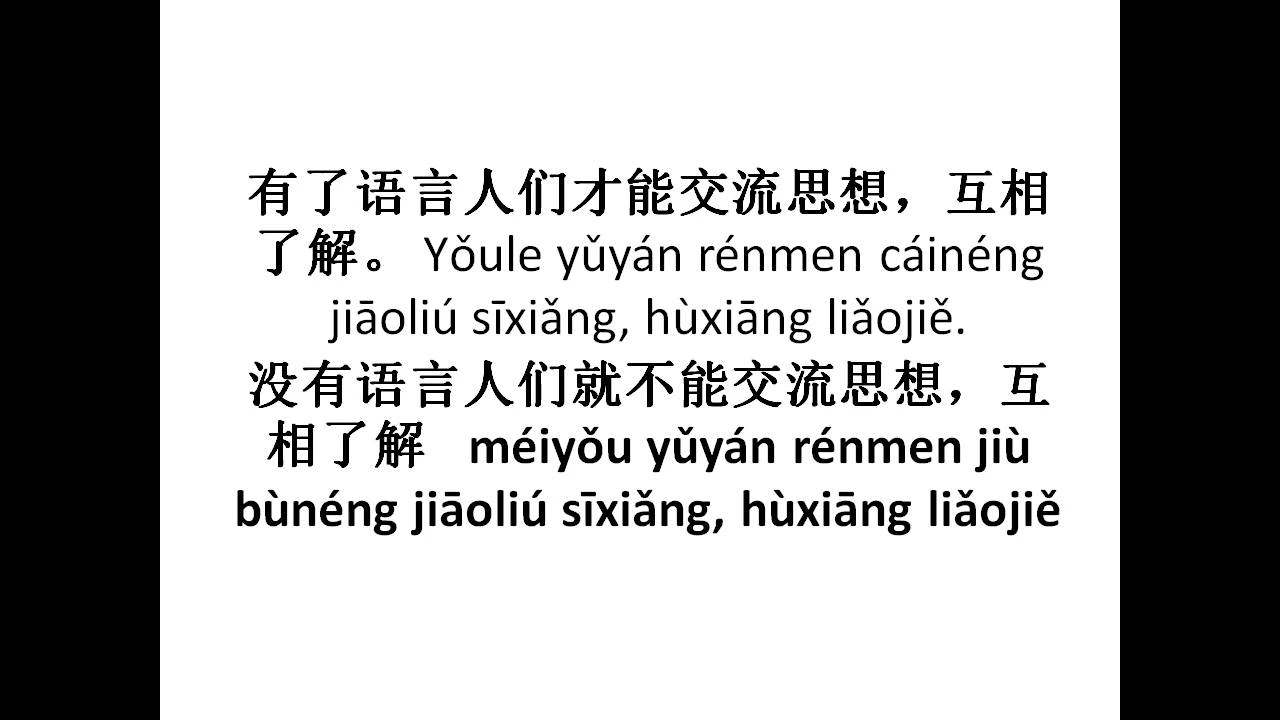 有了语言人们才能交流思想，互相
了解。 Yǒule yǔyán rénmen cáinéng
jiāoliú sīxiǎng, hùxiāng liǎojiě.
没有语言人们就不能交流思想，互
相了解 méiyǒu yǔyán rénmen jiù
bùnéng jiāoliú sīxiǎng, hùxiāng liǎojiě